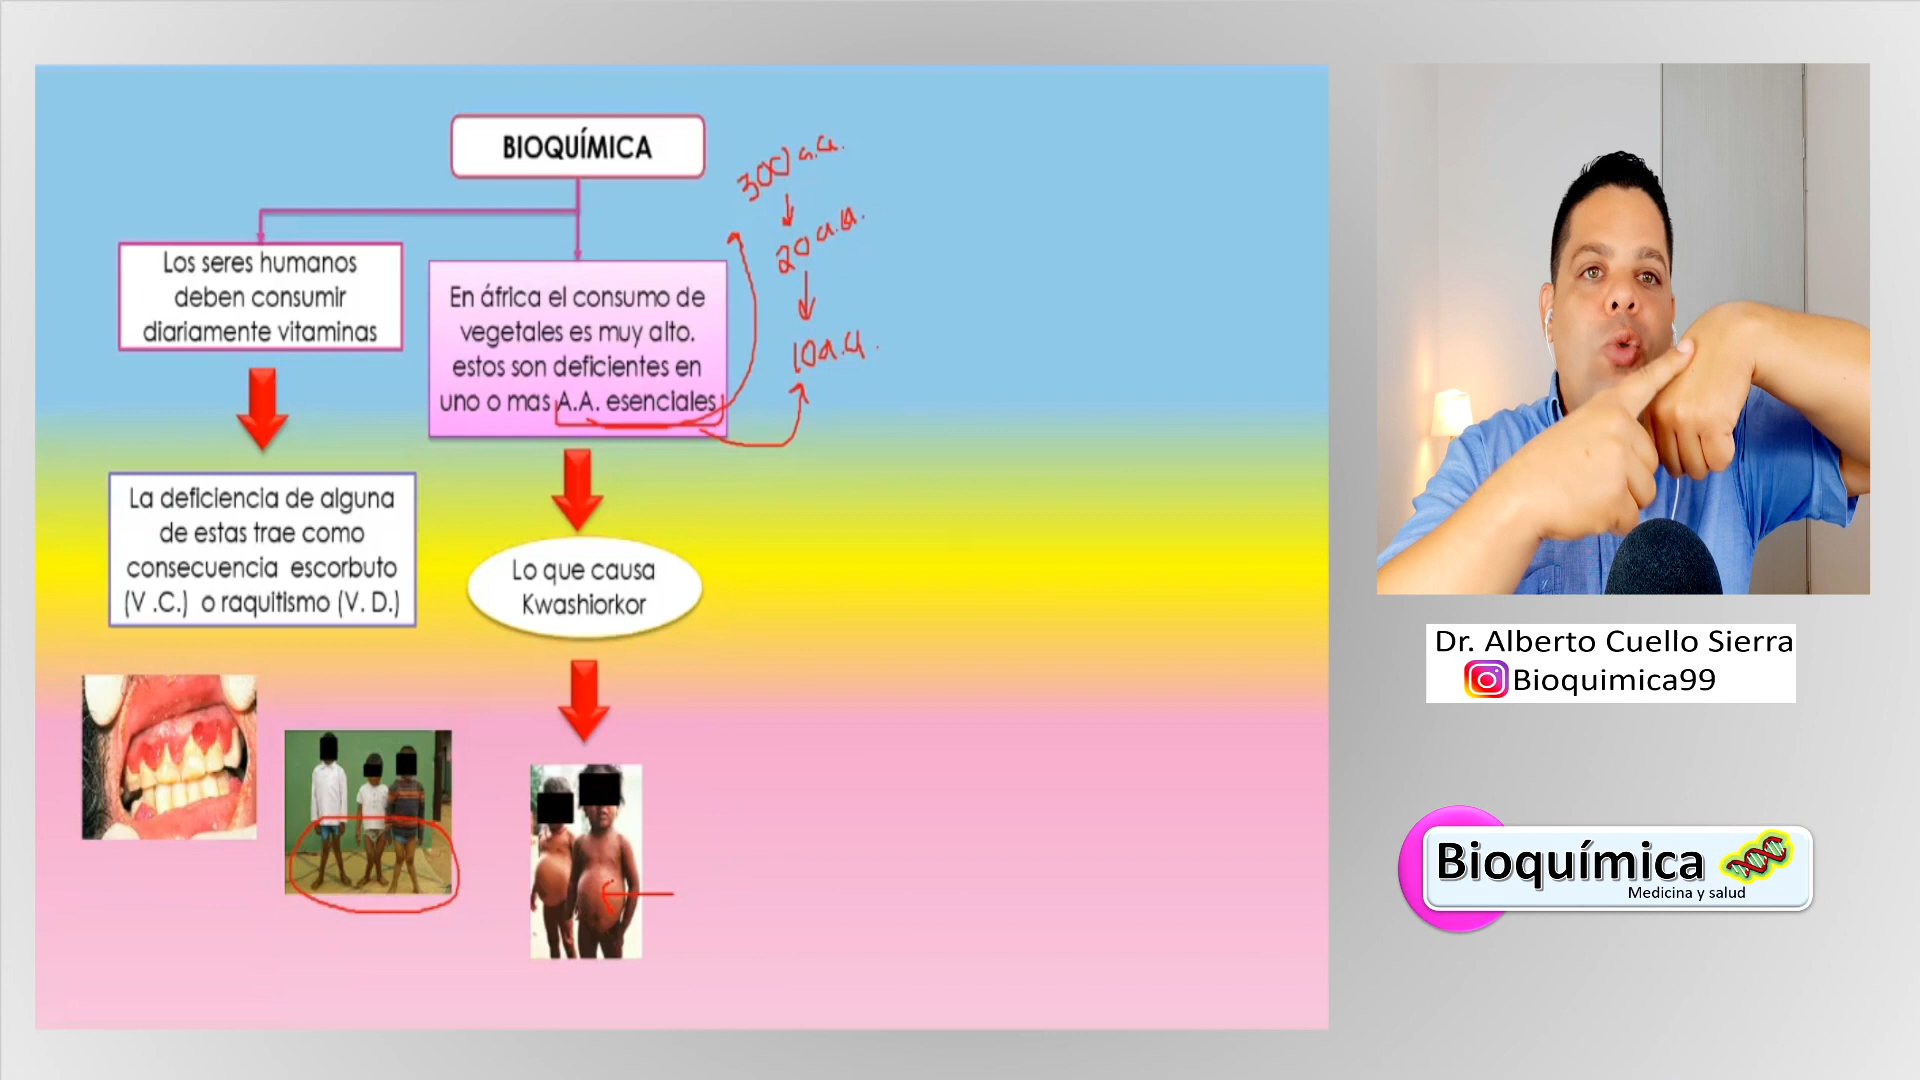 BIOQUÍMICA
Los seres humanos
deben consumir
diariamente vitaminas
En áfrica el consumo de
vegetales es muy alto.
estos son deficientes en
uno o mas A.A. esenciales
300 a.a.
20 a.a.
10 a.a.
La deficiencia de alguna
de estas trae como
consecuencia escorbuto
(V .C.) o raquitismo (V. D.)
Lo que causa
Kwashiorkor
Dr. Alberto Cuello Sierra
Bioquimica99
Bioquímica
Medicina y salud